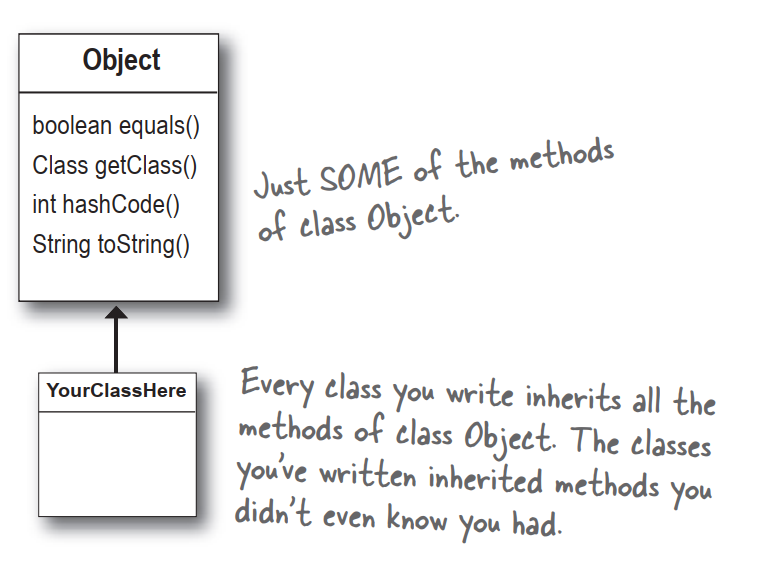 Object
boolean equals()
Class getClass()
int hashCode()
String toString()
Just SOME of the methods
of class Object.
YourClassHere
Every class you write inherits all the
methods of class Object. The classes
you've written inherited methods you
didn't even know you had.